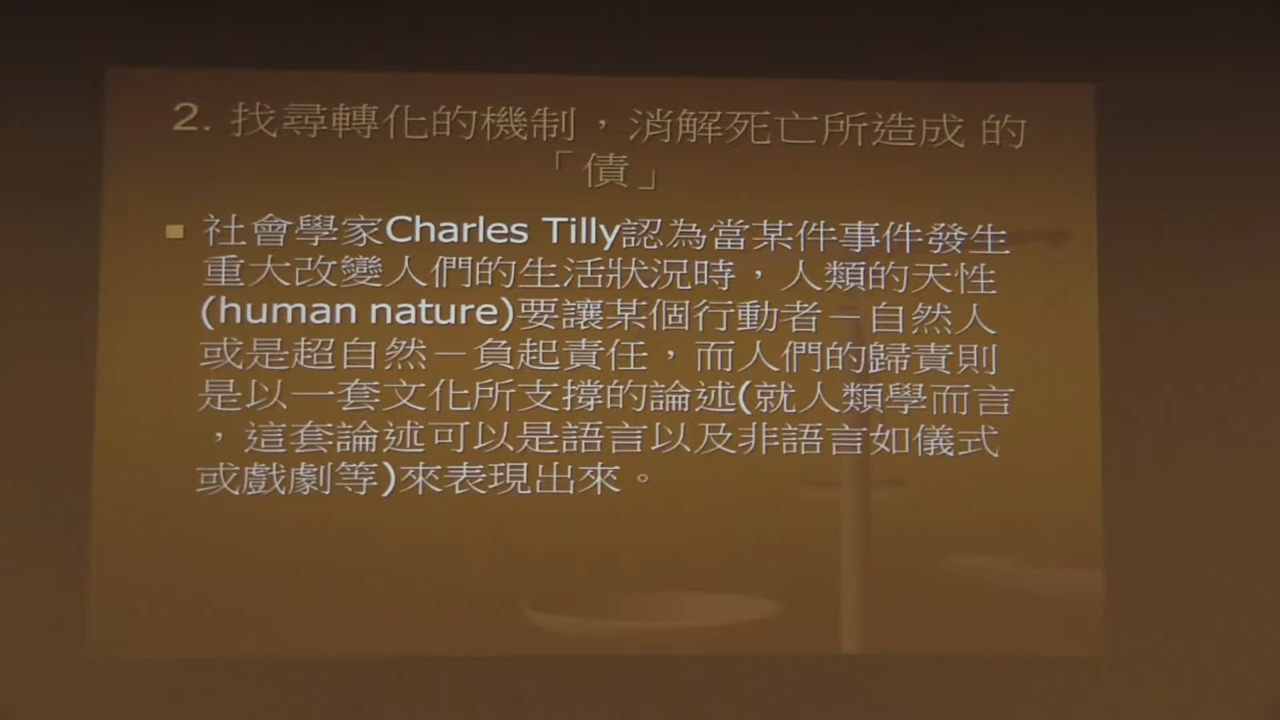 2. 找尋轉化的機制，消解死亡所造成 的
「債」
社會學家Charles Tilly認為當某件事件發生
重大改變人們的生活狀況時，人類的天性
(human nature)要讓某個行動者－自然人
或是超自然－負起責任，而人們的歸責則
是以一套文化所支撐的論述(就人類學而言
，這套論述可以是語言以及非語言如儀式
或戲劇等)來表現出來。